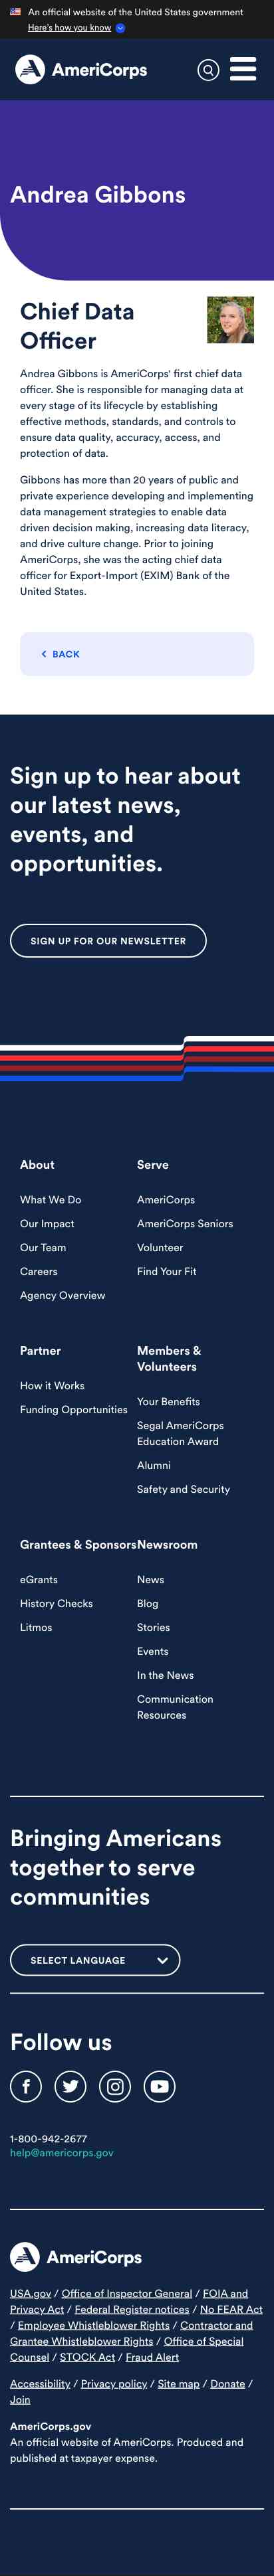 An official website of the United States government
Here's how you know
AmeriCorps
Andrea Gibbons
Chief Data
Officer
Andrea Gibbons is AmeriCorps' first chief data
officer. She is responsible for managing data at
every stage of its lifecycle by establishing
effective methods, standards, and controls to
ensure data quality, accuracy, access, and
protection of data.
Gibbons has more than 20 years of public and
private experience developing and implementing
data management strategies to enable data
driven decision making, increasing data literacy,
and drive culture change. Prior to joining
AmeriCorps, she was the acting chief data
officer for Export-Import (EXIM) Bank of the
United States.
BACK
Sign up to hear about
our latest news,
events, and
opportunities.
SIGN UP FOR OUR NEWSLETTER
About
What We Do
Our Impact
Our Team
Careers
Agency Overview
Serve
AmeriCorps
AmeriCorps Seniors
Volunteer
Find Your Fit
Partner
How it Works
Funding Opportunities
Members &
Volunteers
Your Benefits
Segal AmeriCorps
Education Award
Alumni
Safety and Security
Grantees & Sponsors
eGrants
History Checks
Litmos
Newsroom
News
Blog
Stories
Events
In the News
Communication
Resources
Bringing Americans
together to serve
communities
SELECT LANGUAGE
Follow us
1-800-942-2677
help@americorps.gov
AmeriCorps
USA.gov / Office of Inspector General / FOIA and
Privacy Act / Federal Register notices / No FEAR Act
/ Employee Whistleblower Rights / Contractor and
Grantee Whistleblower Rights / Office of Special
Counsel / STOCK Act / Fraud Alert
Accessibility / Privacy policy / Site map / Donate /
Join
AmeriCorps.gov
An official website of AmeriCorps. Produced and
published at taxpayer expense.